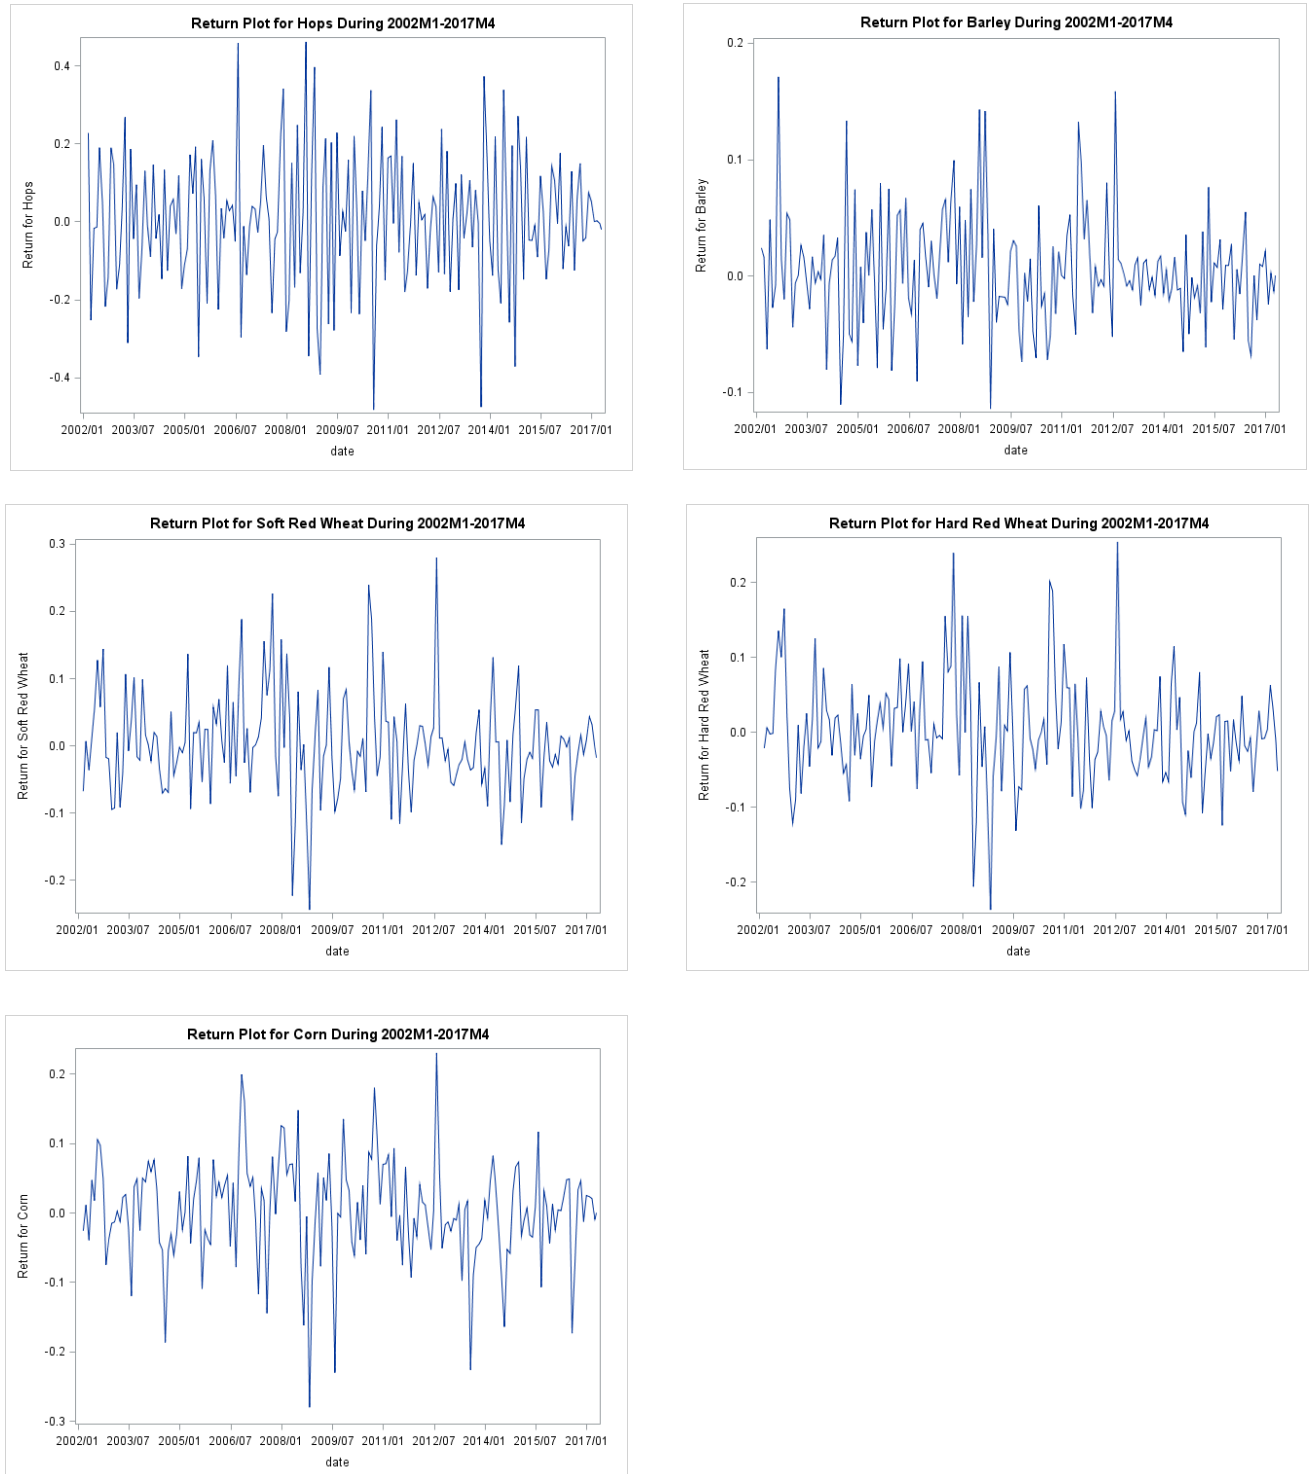 Return Plot for Hops During 2002M1-2017M4
0.4
0.2
0.0
-0.2
-0.4
Return for Hops
2002/01 2003/07 2005/01 2006/07 2008/01 2009/07 2011/01 2012/07 2014/01 2015/07 2017/01
date
Return Plot for Barley During 2002M1-2017M4
0.2
0.1
0.0
-0.1
Return for Barley
2002/01 2003/07 2005/01 2006/07 2008/01 2009/07 2011/01 2012/07 2014/01 2015/07 2017/01
date
Return Plot for Soft Red Wheat During 2002M1-2017M4
0.3
0.2
0.1
0.0
-0.1
-0.2
Return for Soft Red Wheat
2002/01 2003/07 2005/01 2006/07 2008/01 2009/07 2011/01 2012/07 2014/01 2015/07 2017/01
date
Return Plot for Hard Red Wheat During 2002M1-2017M4
0.2
0.1
0.0
-0.1
-0.2
Return for Hard Red Wheat
2002/01 2003/07 2005/01 2006/07 2008/01 2009/07 2011/01 2012/07 2014/01 2015/07 2017/01
date
Return Plot for Corn During 2002M1-2017M4
0.2
0.1
0.0
-0.1
-0.2
-0.3
Return for Corn
2002/01 2003/07 2005/01 2006/07 2008/01 2009/07 2011/01 2012/07 2014/01 2015/07 2017/01
date